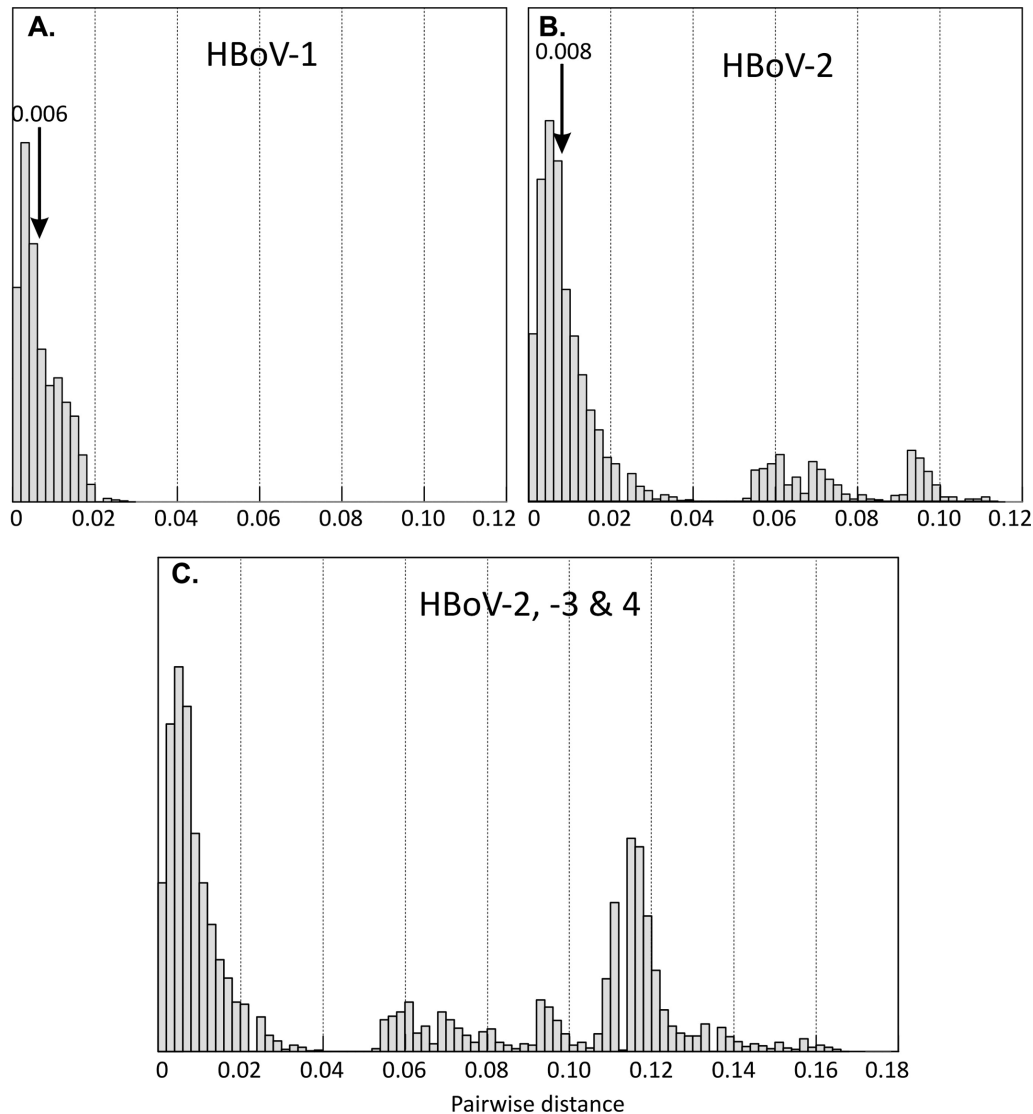 A.
HBoV-1
0.006
0 0.02 0.04 0.06 0.08 0.10 0.12
B.
0.008
HBoV-2
0 0.02 0.04 0.06 0.08 0.10 0.12
C.
HBoV-2, -3 & 4
0 0.02 0.04 0.06 0.08 0.10 0.12 0.14 0.16 0.18
Pairwise distance